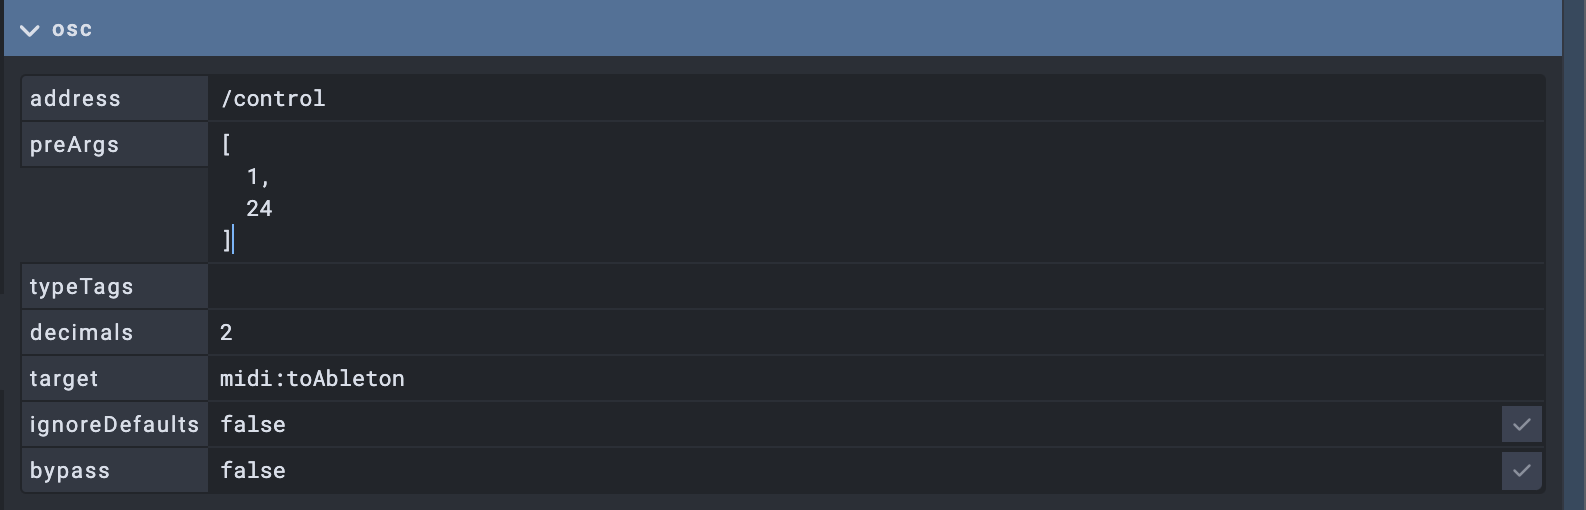 osc
address /control
preArgs [
1,
24
]
typeTags
decimals 2
target midi:toAbleton
ignoreDefaults false
bypass false